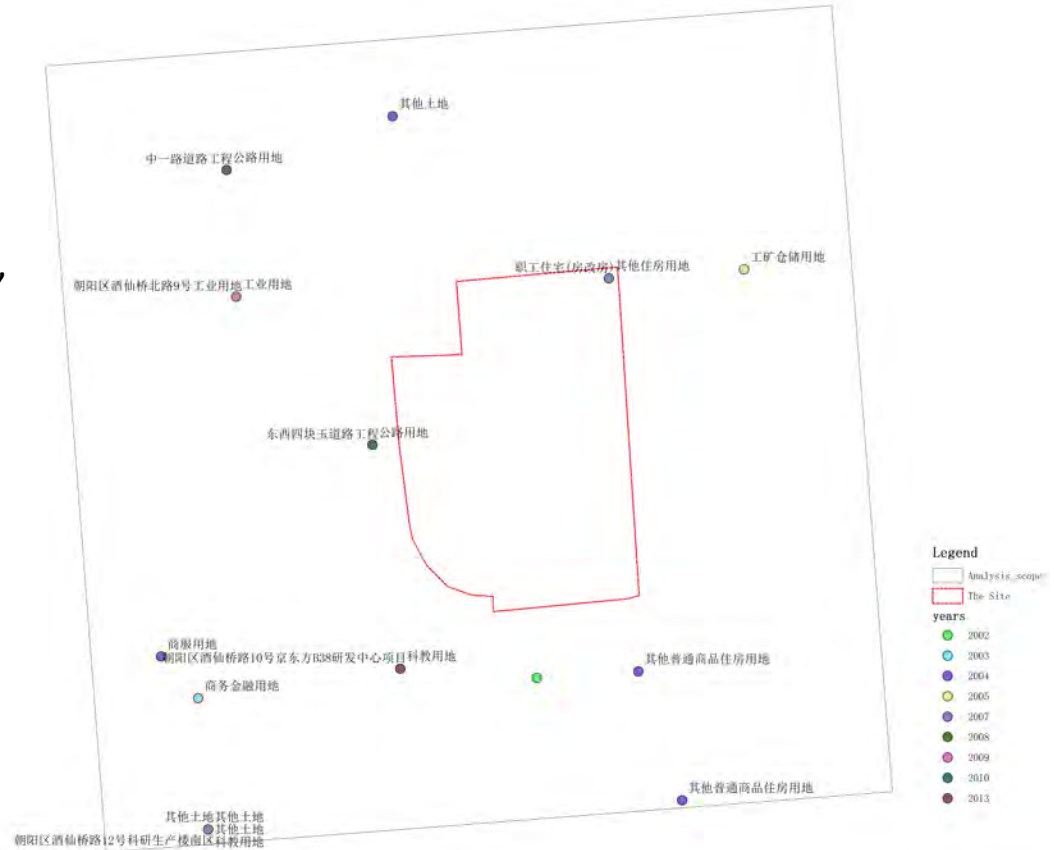 其他土地
中一路道路工程公路用地
工矿仓储用地
职工住宅(房改房)其他住房用地
朝阳区酒仙桥北路9号工业用地工业用地
东西四块玉道路工程公路用地
商服用地
朝阳区酒仙桥路10号京东方B38研发中心项目科教用地
其他普通商品住房用地
商务金融用地
其他普通商品住房用地
其他土地其他土地
其他土地
朝阳区酒仙桥路12号科研生产楼南区科教用地
Legend
Analysis_scope
The Site
years
2002
2003
2004
2005
2007
2008
2009
2010
2013